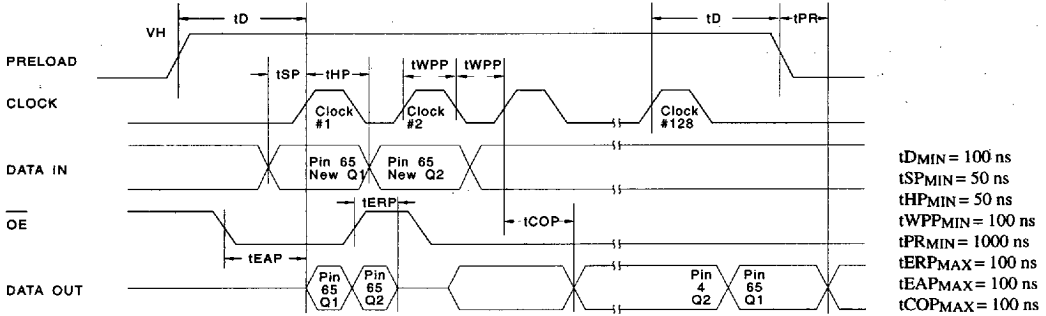 tD
tD
tPR
VH
PRELOAD
tSP
tHP
tWPP
tWPP
CLOCK
Clock
#1
Clock
#2
Clock
#128
DATA IN
Pin 65
New Q1
Pin 65
New Q2
OE
tERP
tEAP
tCOP
DATA OUT
Pin
65
Q1
Pin
65
Q2
Pin
4
Q2
Pin
65
Q1
tDMIN = 100 ns
tSPMIN = 50 ns
tHPMIN = 50 ns
tWPPMIN = 100 ns
tPRMIN = 1000 ns
tERPMAX = 100 ns
tEAPMAX = 100 ns
tCOPMAX = 100 ns